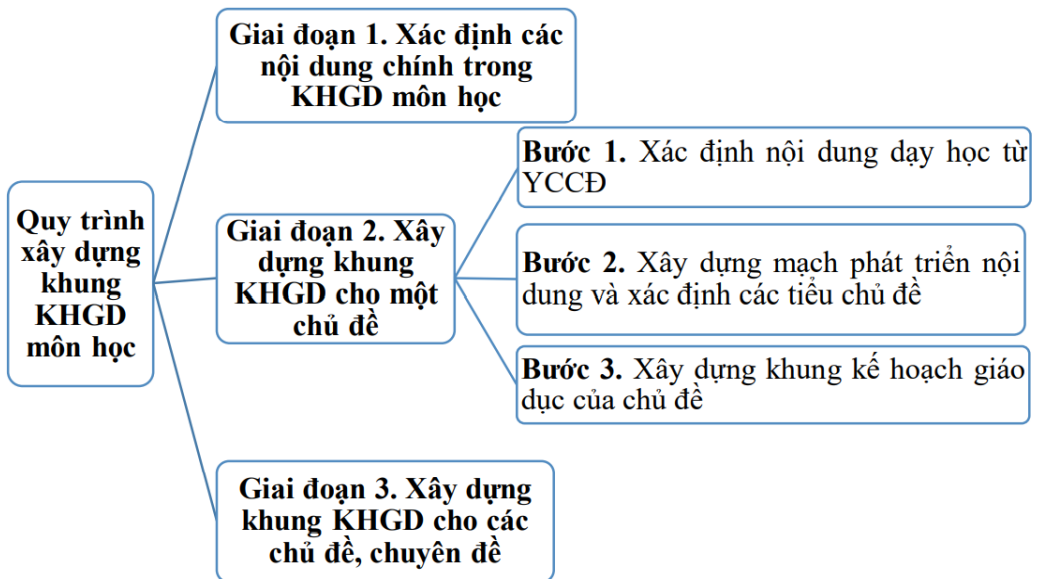 Quy trình
xây dựng
khung
KHGD
môn học
Giai đoạn 1. Xác định các
nội dung chính trong
KHGD môn học
Giai đoạn 2. Xây
dựng khung
KHGD cho một
chủ đề
Bước 1. Xác định nội dung dạy học từ
YCCĐ
Bước 2. Xây dựng mạch phát triển nội
dung và xác định các tiểu chủ đề
Bước 3. Xây dựng khung kế hoạch giáo
dục của chủ đề
Giai đoạn 3. Xây dựng
khung KHGD cho các
chủ đề, chuyên đề